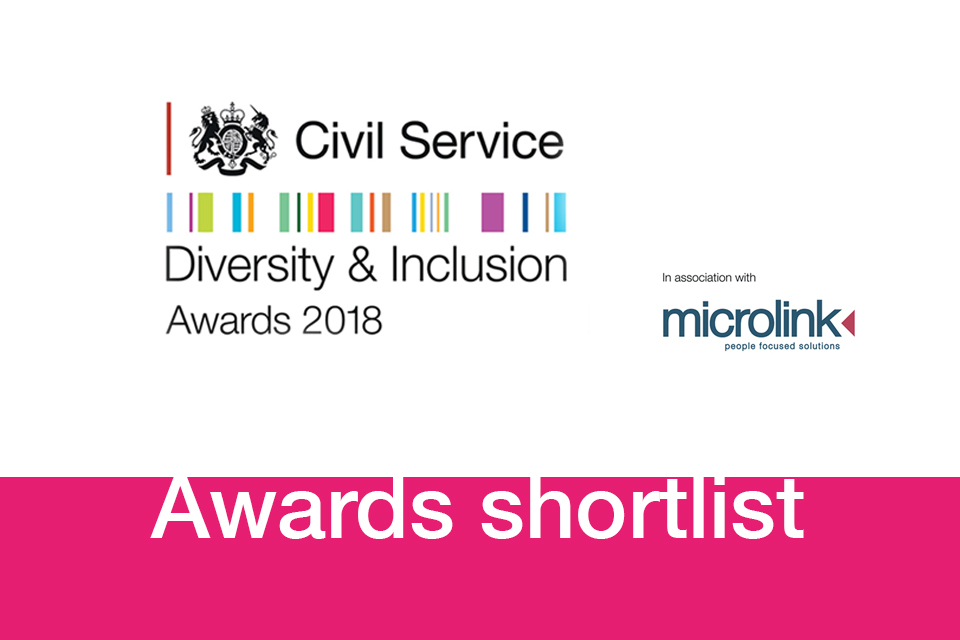 Civil Service
Diversity & Inclusion
Awards 2018
In association with
microlink
people focused solutions
Awards shortlist